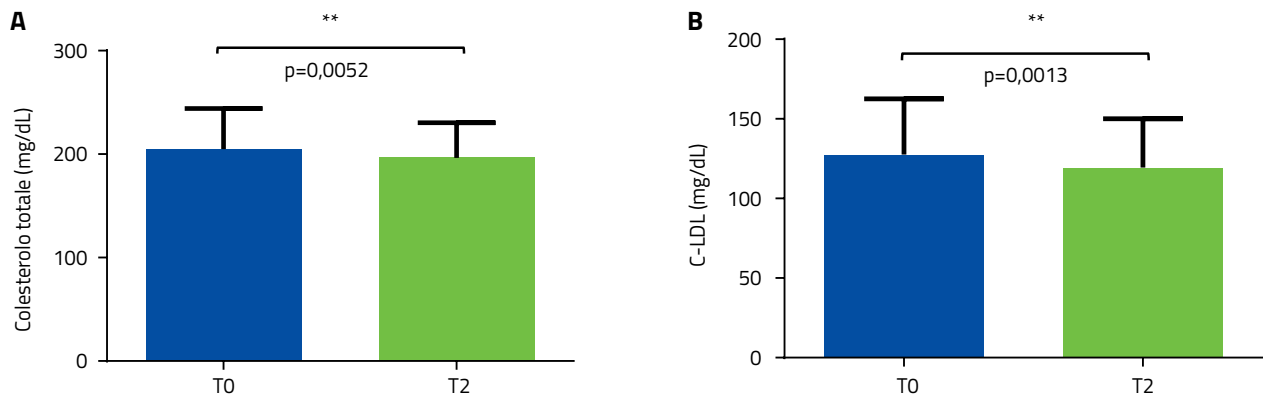 A
**
p=0,0052
Colesterolo totale (mg/dL)
300
200
100
0
T0
T2
B
**
p=0,0013
C-LDL (mg/dL)
200
150
100
50
0
T0
T2